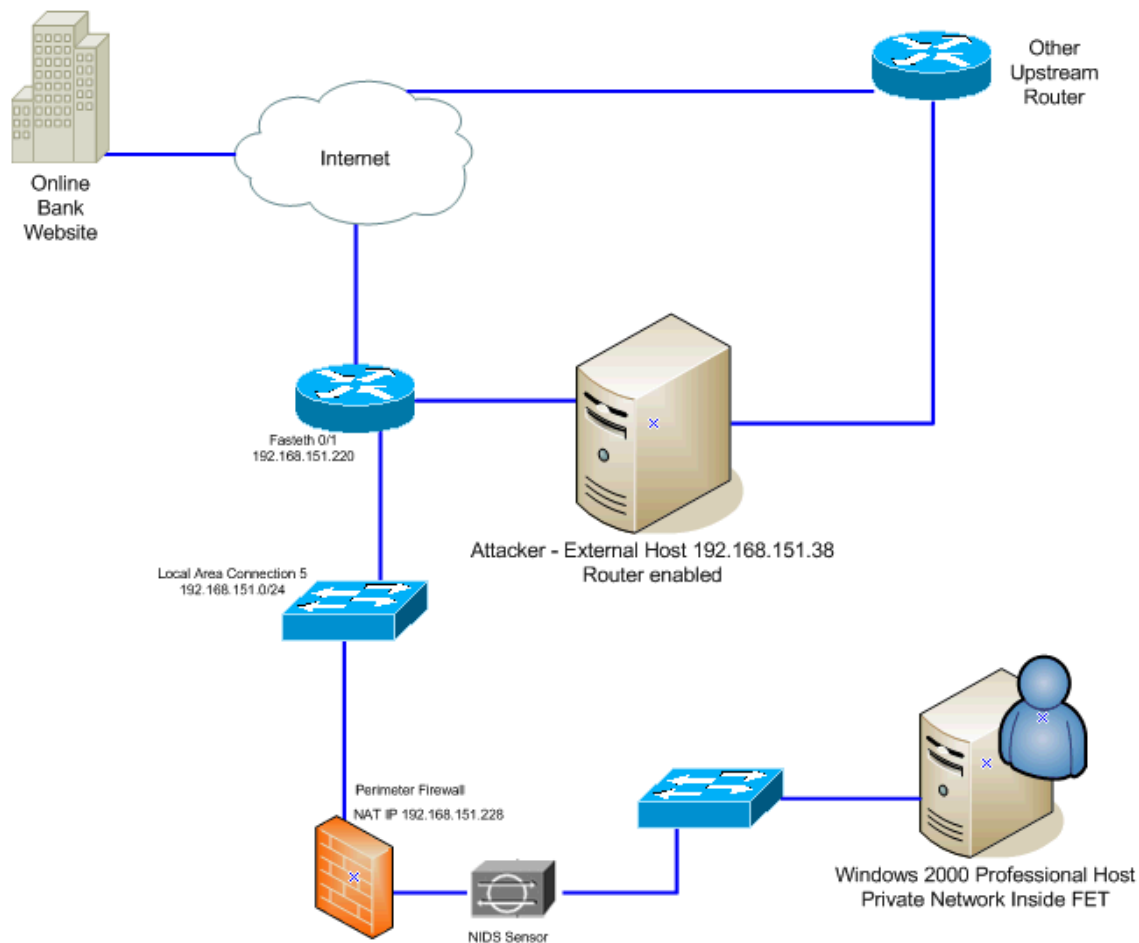 Other
Upstream
Router
Internet
Online
Bank
Website
Fasteth 0/1
192.168.151.220
Attacker - External Host 192.168.151.38
Router enabled
Local Area Connection 5
192.168.151.0/24
Perimeter Firewall
NAT IP 192.168.151.228
Windows 2000 Professional Host
Private Network Inside FET
NIDS Sensor